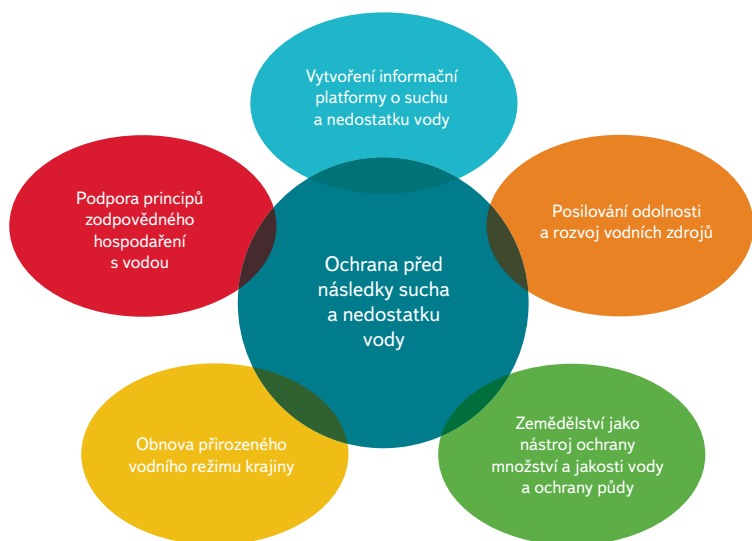 Vytvoření informační
platformy o suchu
a nedostatku vody
Podpora principů
zodpovědného
hospodaření
s vodou
Posilování odolnosti
a rozvoj vodních zdrojů
Ochrana před
následky sucha
a nedostatku
vody
Obnova přirozeného
vodního režimu krajiny
Zemědělství jako
nástroj ochrany
množství a jakosti vody
a ochrany půdy